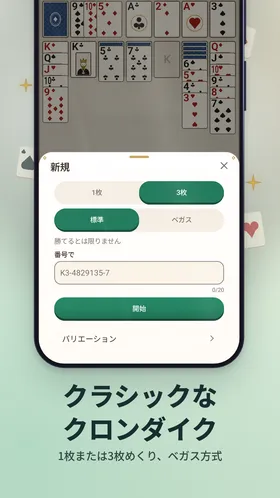 新規
1枚
3枚
標準
ベガス
勝てるとは限りません
番号で
K3-4829135-7
0/20
開始
バリエーション
クラシックな
クロンダイク
1枚または3枚めくり、ベガス方式